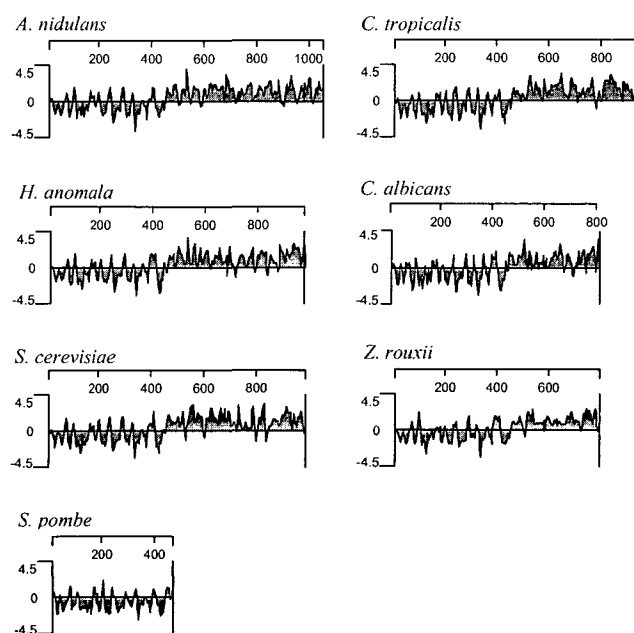 A. nidulans
200 400 600 800 1000
4.5
0
-4.5
C. tropicalis
200 400 600 800
4.5
0
-4.5
H. anomala
200 400 600 800
4.5
0
-4.5
C. albicans
200 400 600 800
4.5
0
-4.5
S. cerevisiae
200 400 600 800
4.5
0
-4.5
Z. rouxii
200 400 600
4.5
0
-4.5
S. pombe
200 400
4.5
0
-4.5